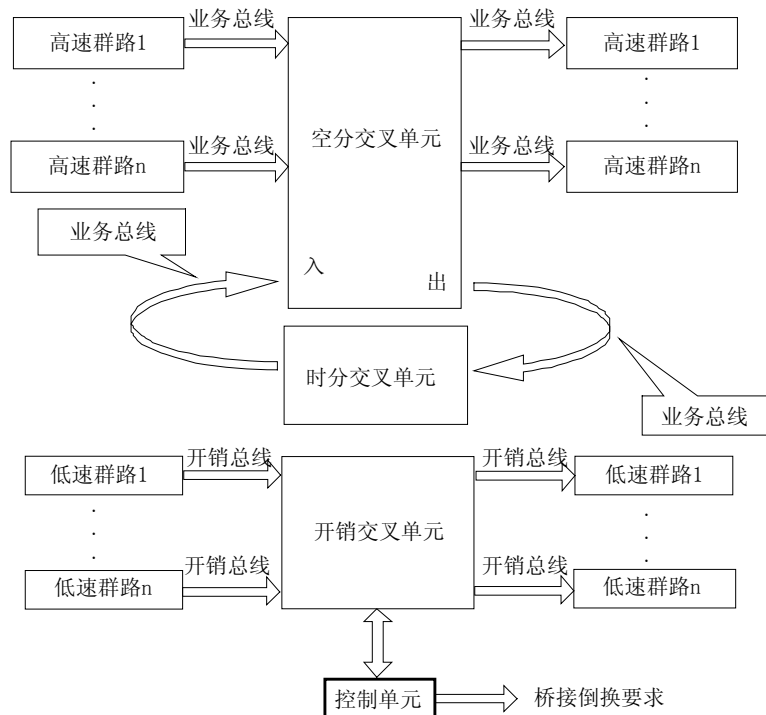 业务总线 业务总线
高速群路1 高速群路1
业务总线 空分交叉单元 业务总线
高速群路n 高速群路n
业务总线
入 出
时分交叉单元
业务总线
开销总线 开销总线
低速群路1 低速群路1
开销交叉单元
开销总线 开销总线
低速群路n 低速群路n
控制单元 桥接倒换要求